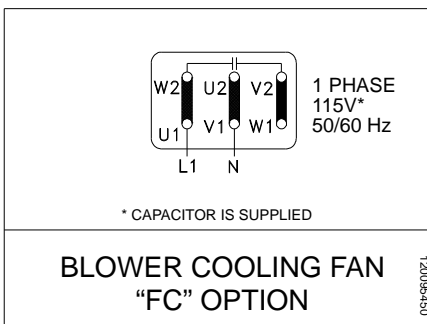 W2 U2 V2
U1 V1 W1
L1 N
1 PHASE
115V*
50/60 Hz
* CAPACITOR IS SUPPLIED
BLOWER COOLING FAN
“FC” OPTION
120095450